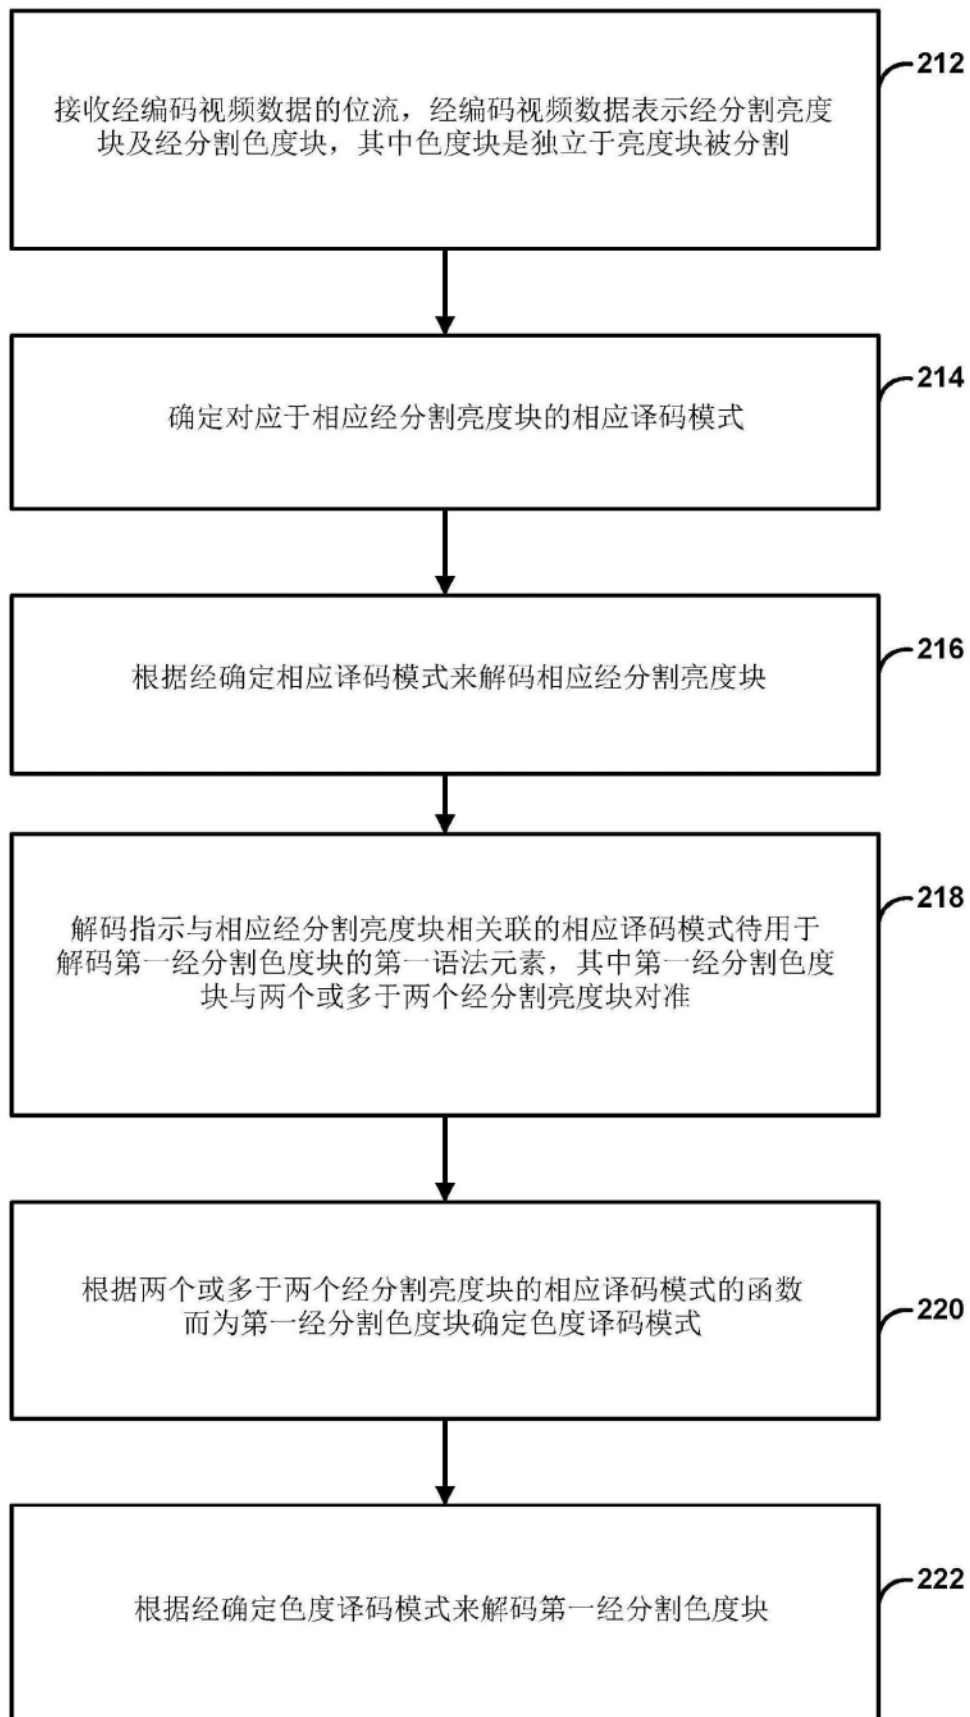 212
接收经编码视频数据的位流，经编码视频数据表示经分割亮度
块及经分割色度块，其中色度块是独立于亮度块被分割
214
确定对应于相应经分割亮度块的相应译码模式
216
根据经确定相应译码模式来解码相应经分割亮度块
218
解码指示与相应经分割亮度块相关联的相应译码模式待用于
解码第一经分割色度块的第一语法元素，其中第一经分割色度
块与两个或多于两个经分割亮度块对准
根据两个或多于两个经分割亮度块的相应译码模式的函数
而为第一经分割色度块确定色度译码模式
220
222
根据经确定色度译码模式来解码第一经分割色度块